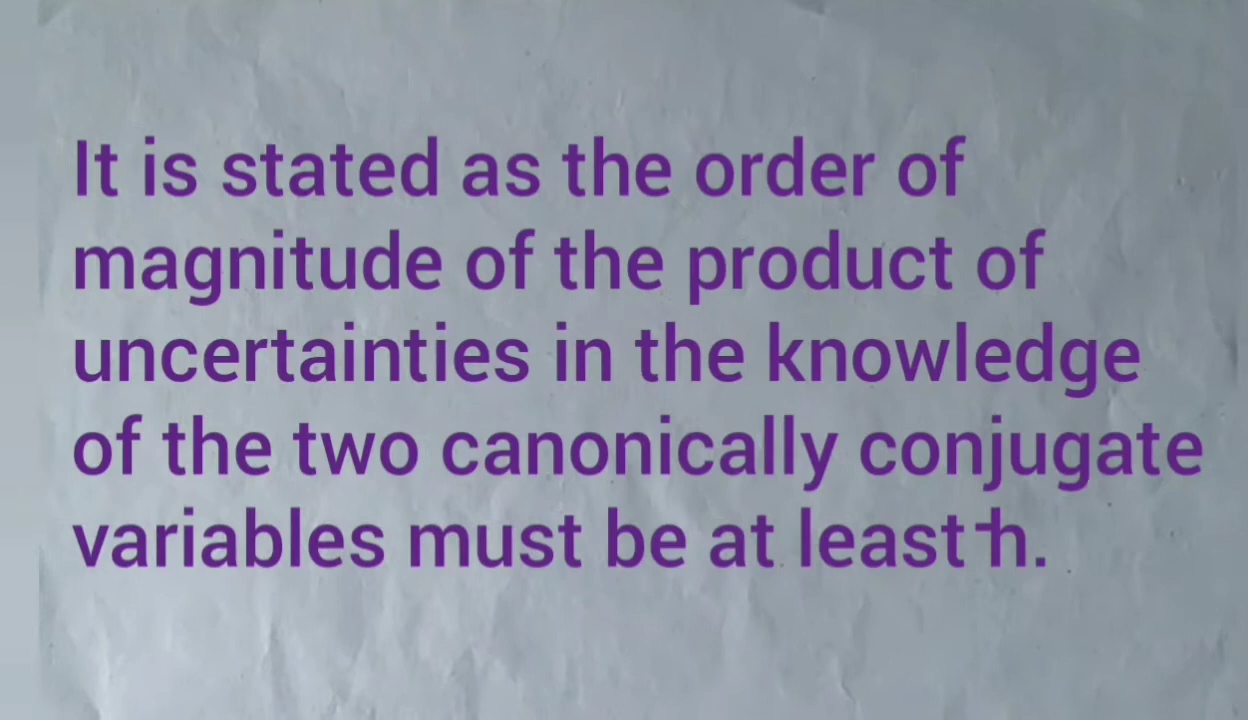 It is stated as the order of
magnitude of the product of
uncertainties in the knowledge
of the two canonically conjugate
variables must be at least ħ.